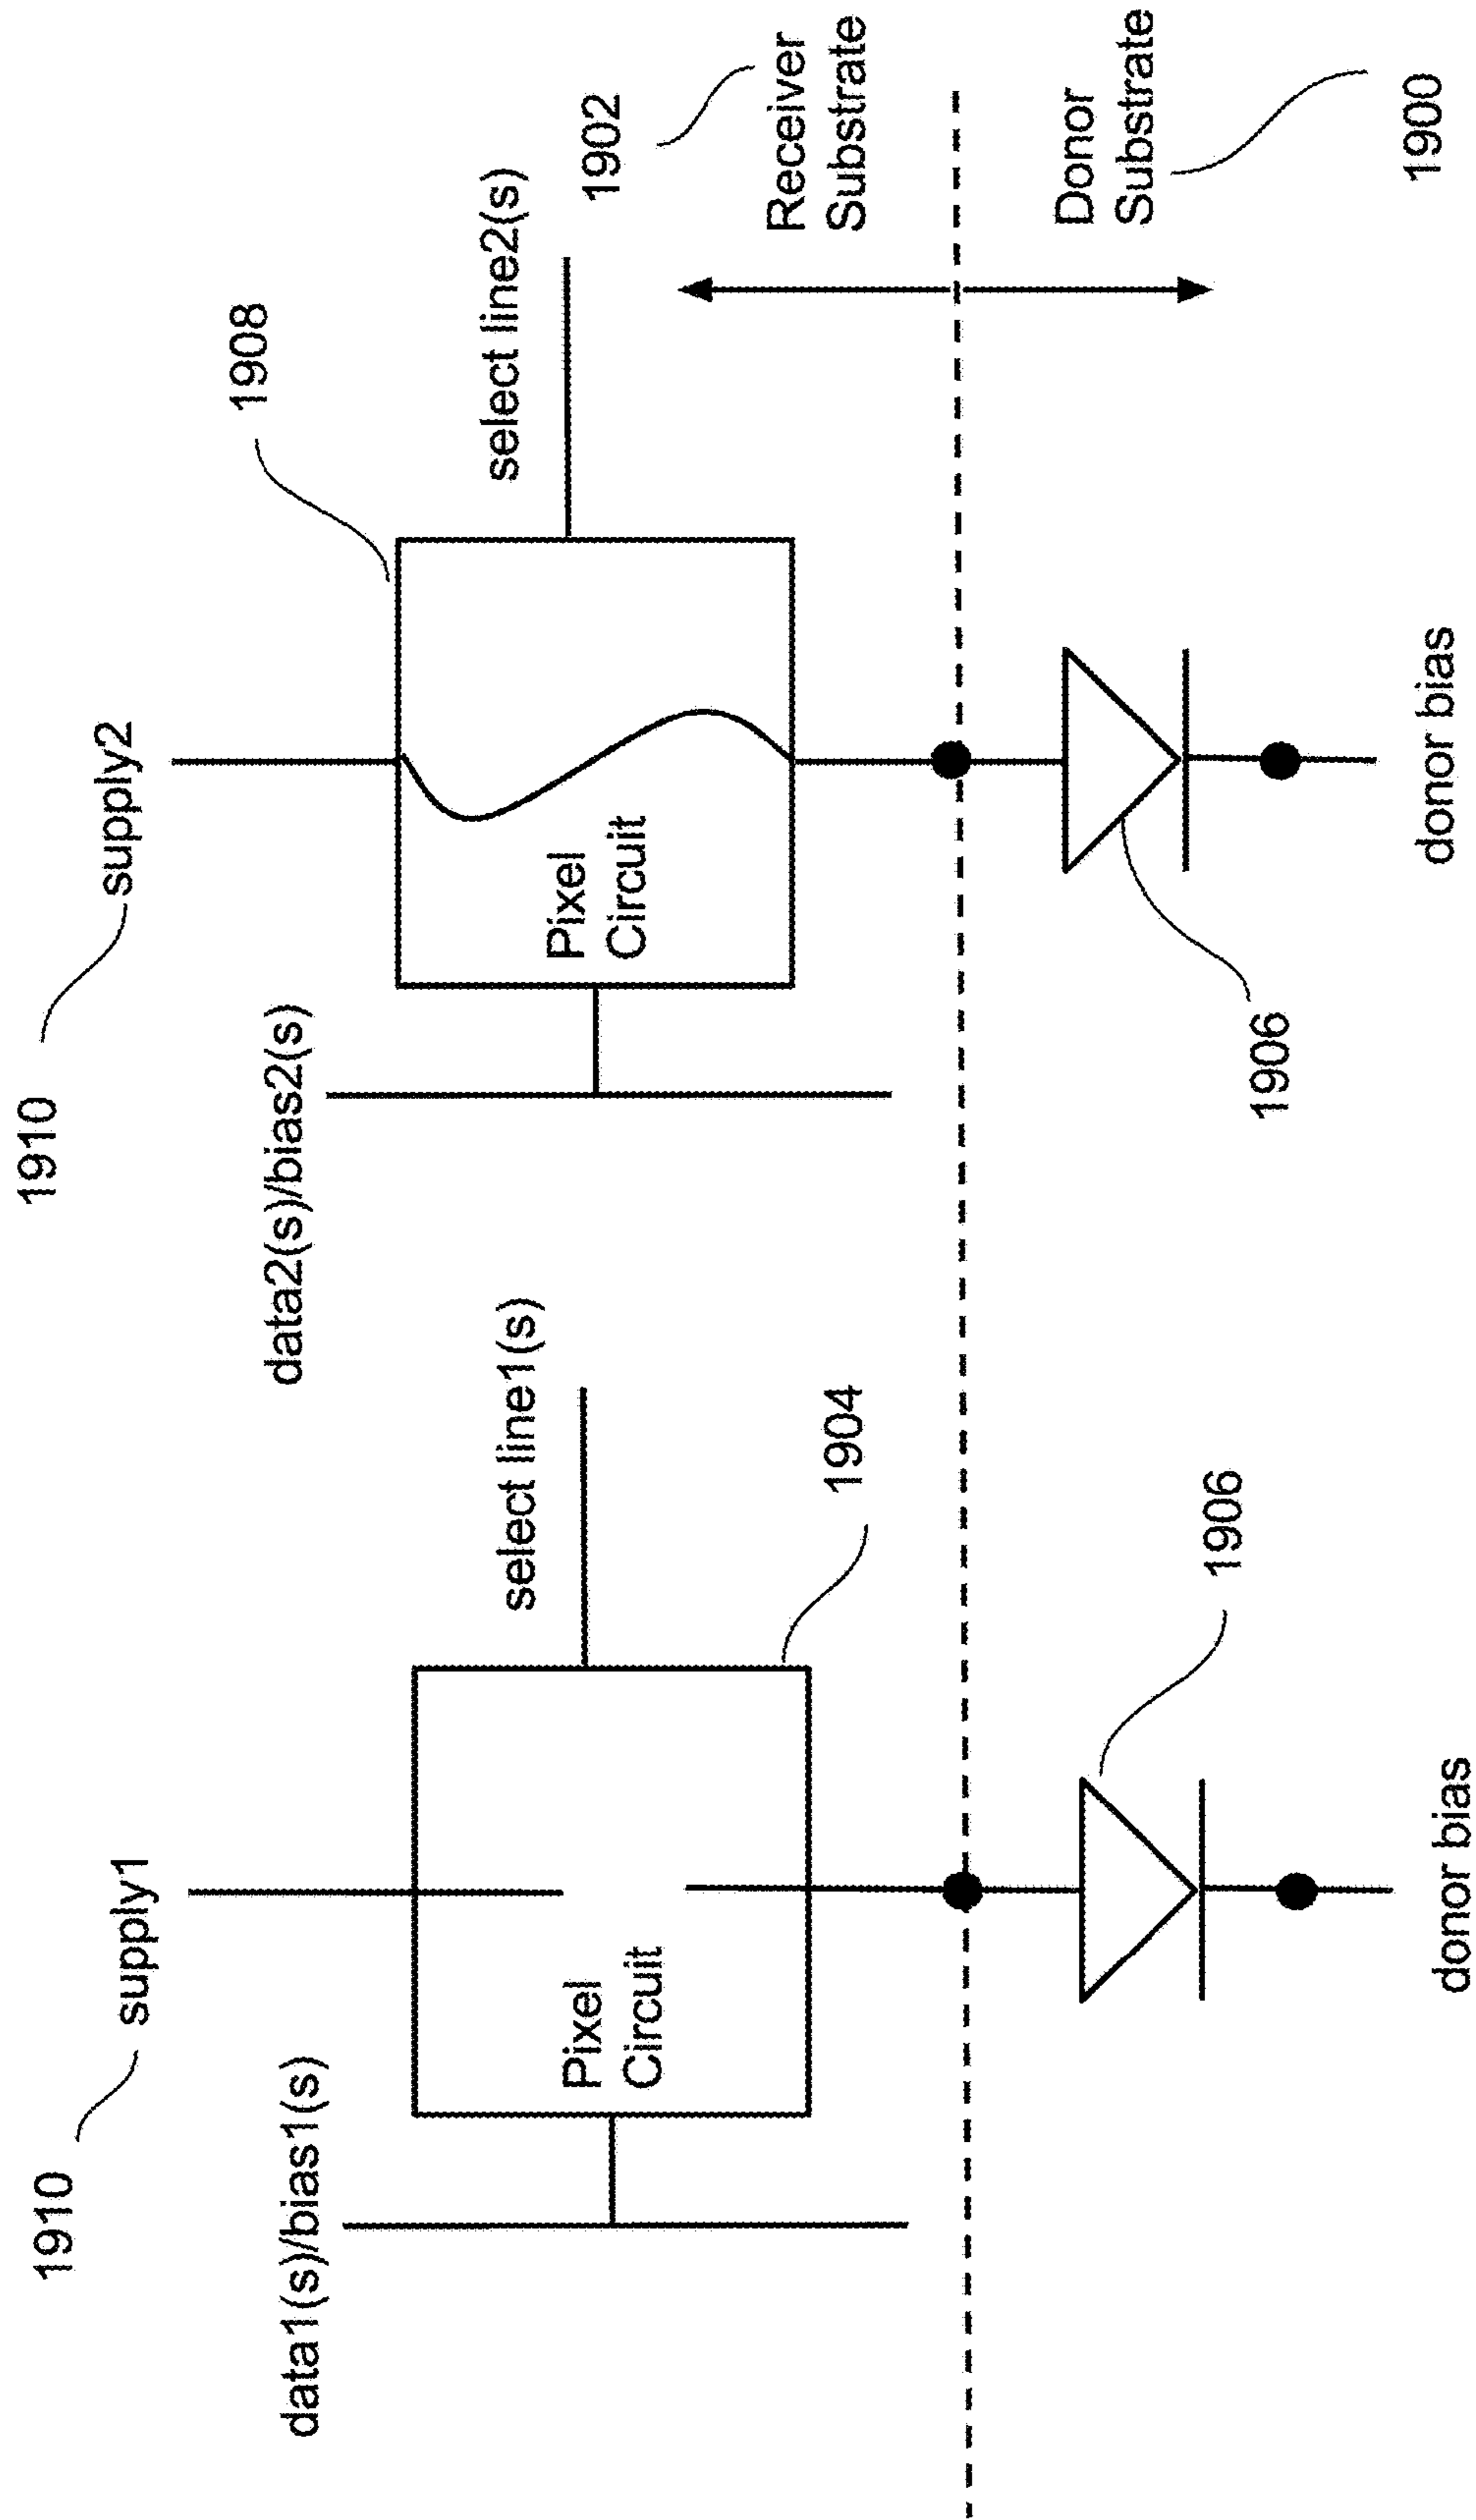 1910
supply1
data1(s)/bias1(s)
select line1(s)
Pixel
Circuit
1904
1906
donor bias
1910
supply2
data2(s)/bias2(s)
1908
select line2(s)
Pixel
Circuit
1902
Receiver
Substrate
Donor
Substrate
1900
1906
donor bias